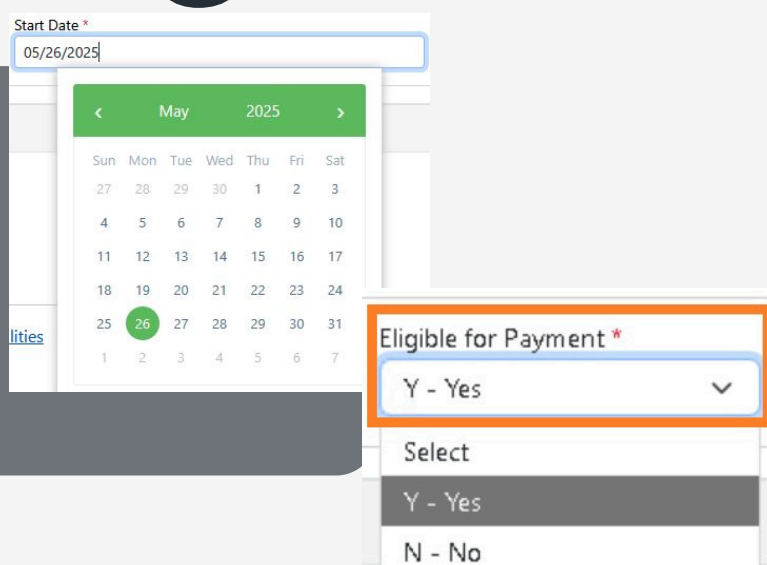 Start Date *
05/26/2025
‹ May 2025 ›
Sun Mon Tue Wed Thu Fri Sat
27 28 29 30 1 2 3
4 5 6 7 8 9 10
11 12 13 14 15 16 17
18 19 20 21 22 23 24
25 26 27 28 29 30 31
1 2 3 4 5 6 7
lities
Eligible for Payment *
Y - Yes
Select
Y - Yes
N - No